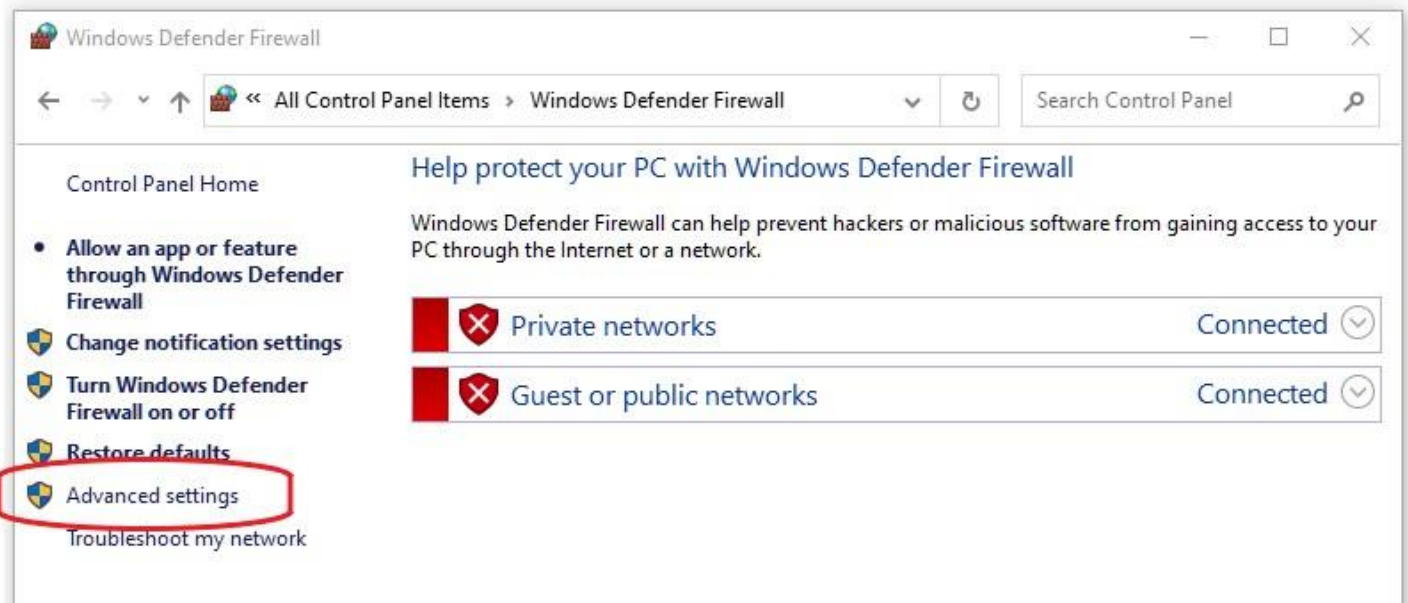 Windows Defender Firewall
« All Control Panel Items › Windows Defender Firewall
Search Control Panel
Control Panel Home
Allow an app or feature
through Windows Defender
Firewall
Change notification settings
Turn Windows Defender
Firewall on or off
Restore defaults
Advanced settings
Troubleshoot my network
Help protect your PC with Windows Defender Firewall
Windows Defender Firewall can help prevent hackers or malicious software from gaining access to your
PC through the Internet or a network.
Private networks Connected
Guest or public networks Connected